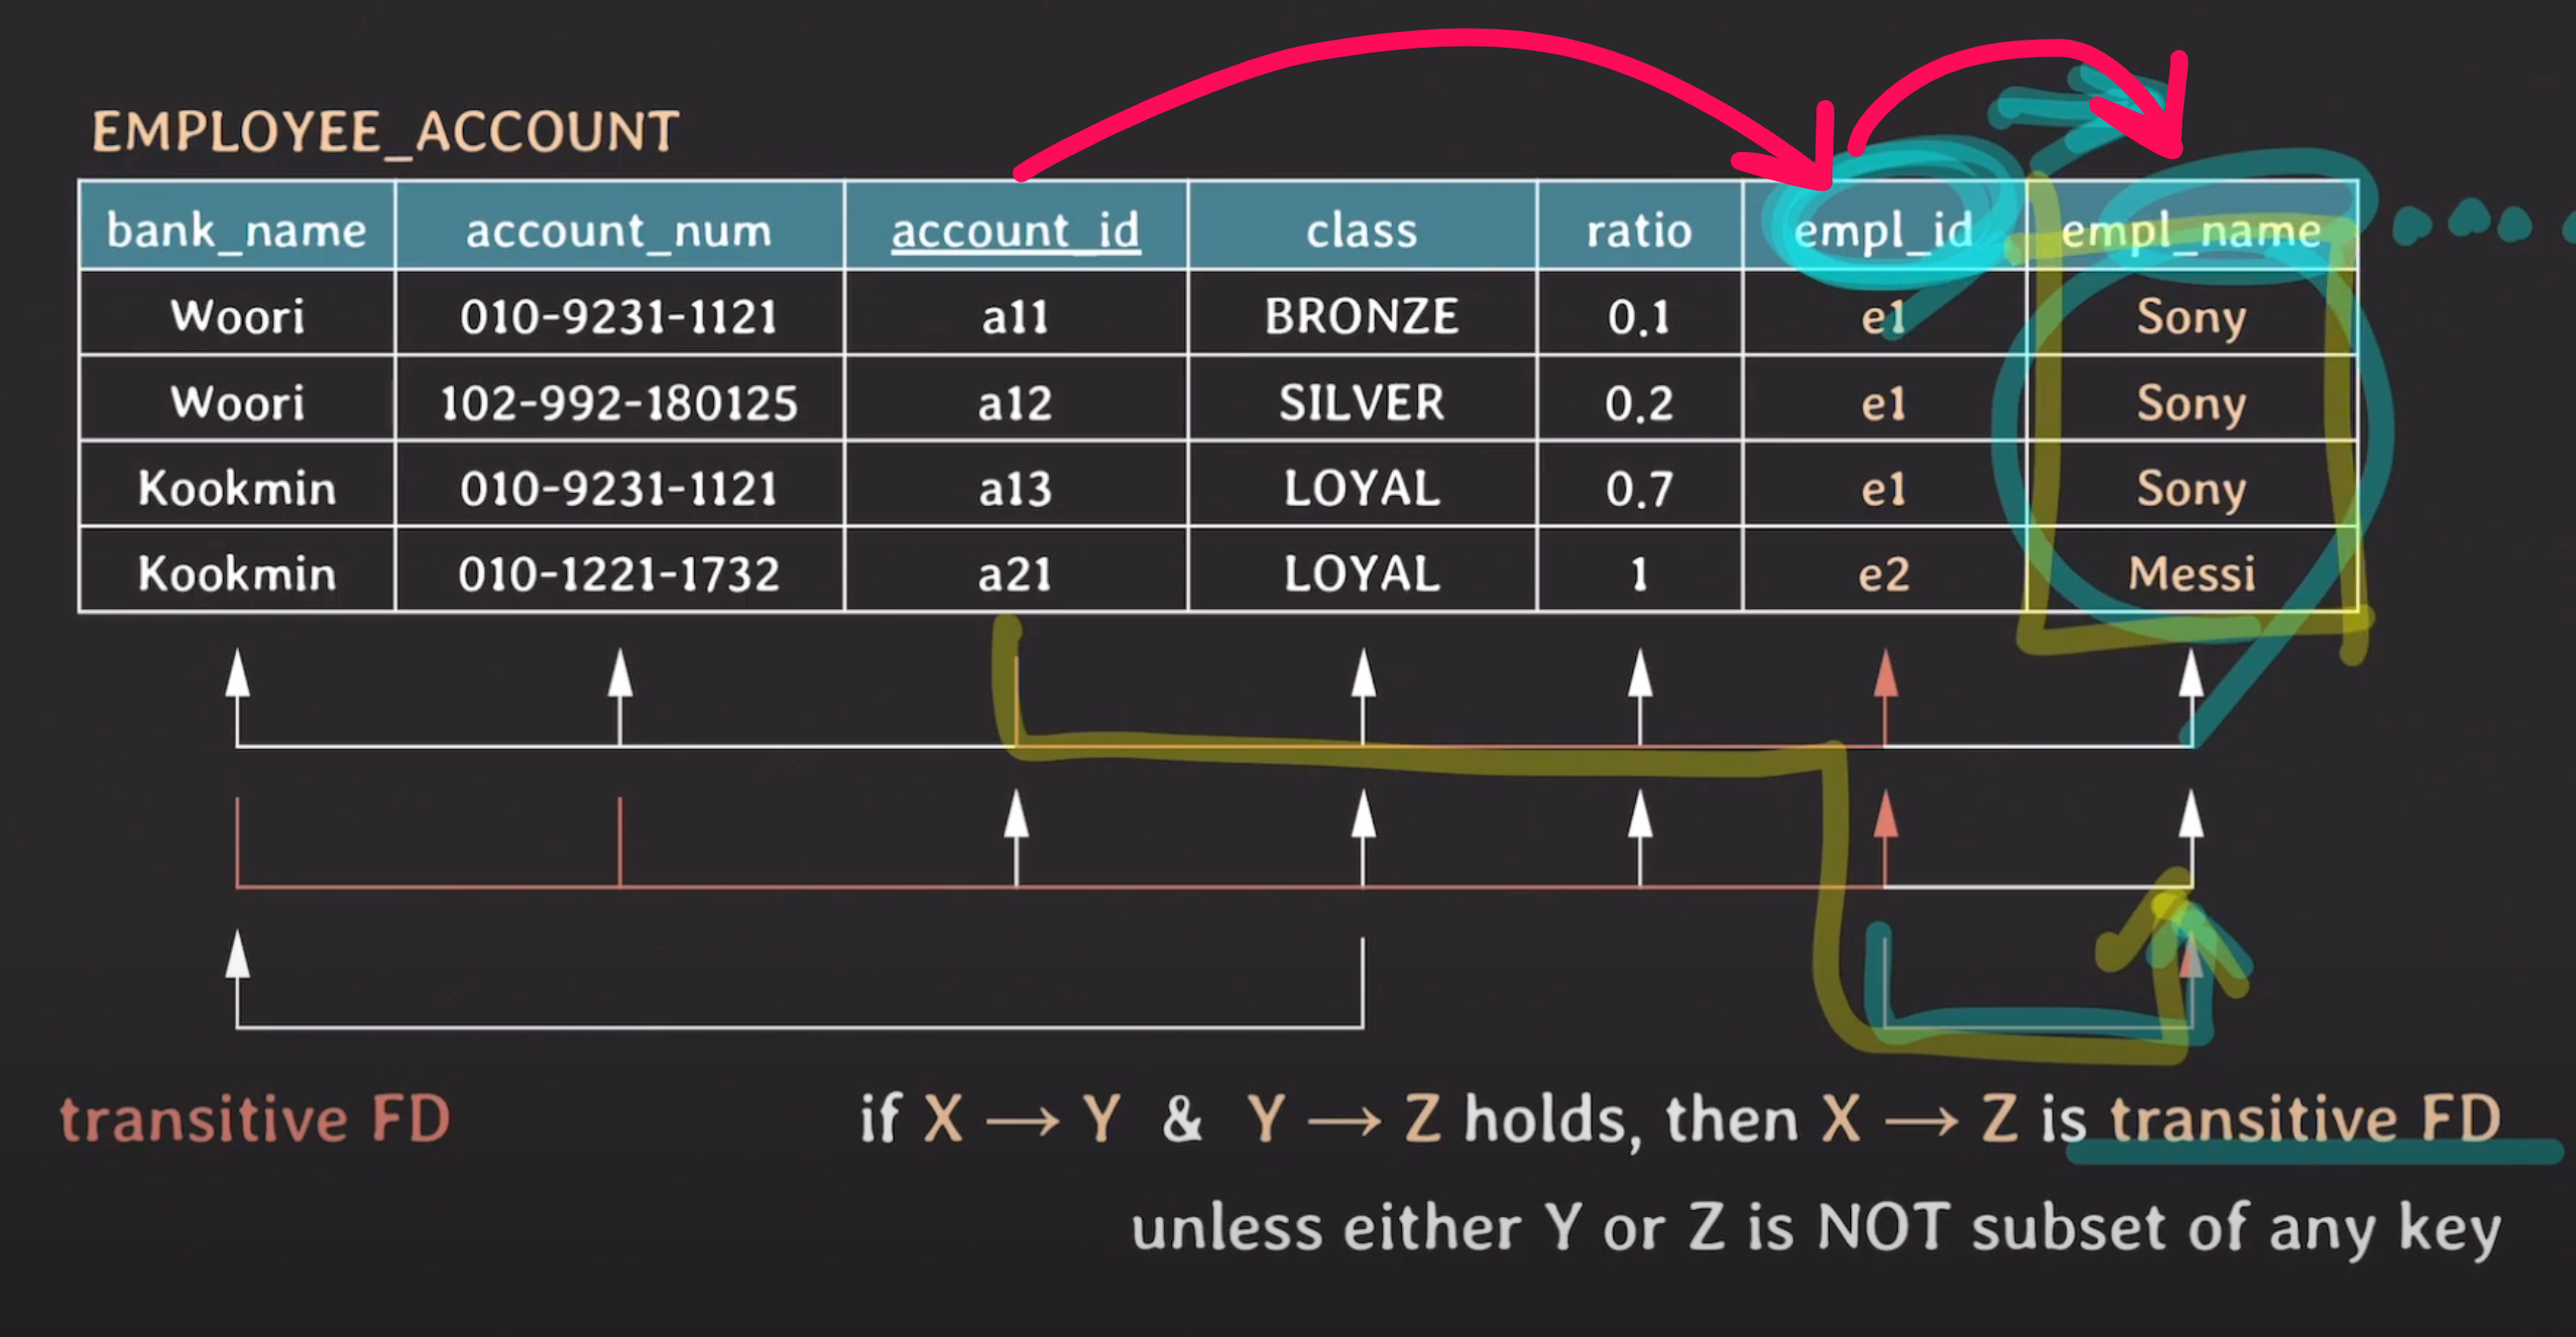 EMPLOYEE_ACCOUNT
bank_name account_num account_id class ratio empl_id empl_name
Woori 010-9231-1121 a11 BRONZE 0.1 e1 Sony
Woori 102-992-180125 a12 SILVER 0.2 e1 Sony
Kookmin 010-9231-1121 a13 LOYAL 0.7 e1 Sony
Kookmin 010-1221-1732 a21 LOYAL 1 e2 Messi
transitive FD if X → Y & Y → Z holds, then X → Z is transitive FD
unless either Y or Z is NOT subset of any key